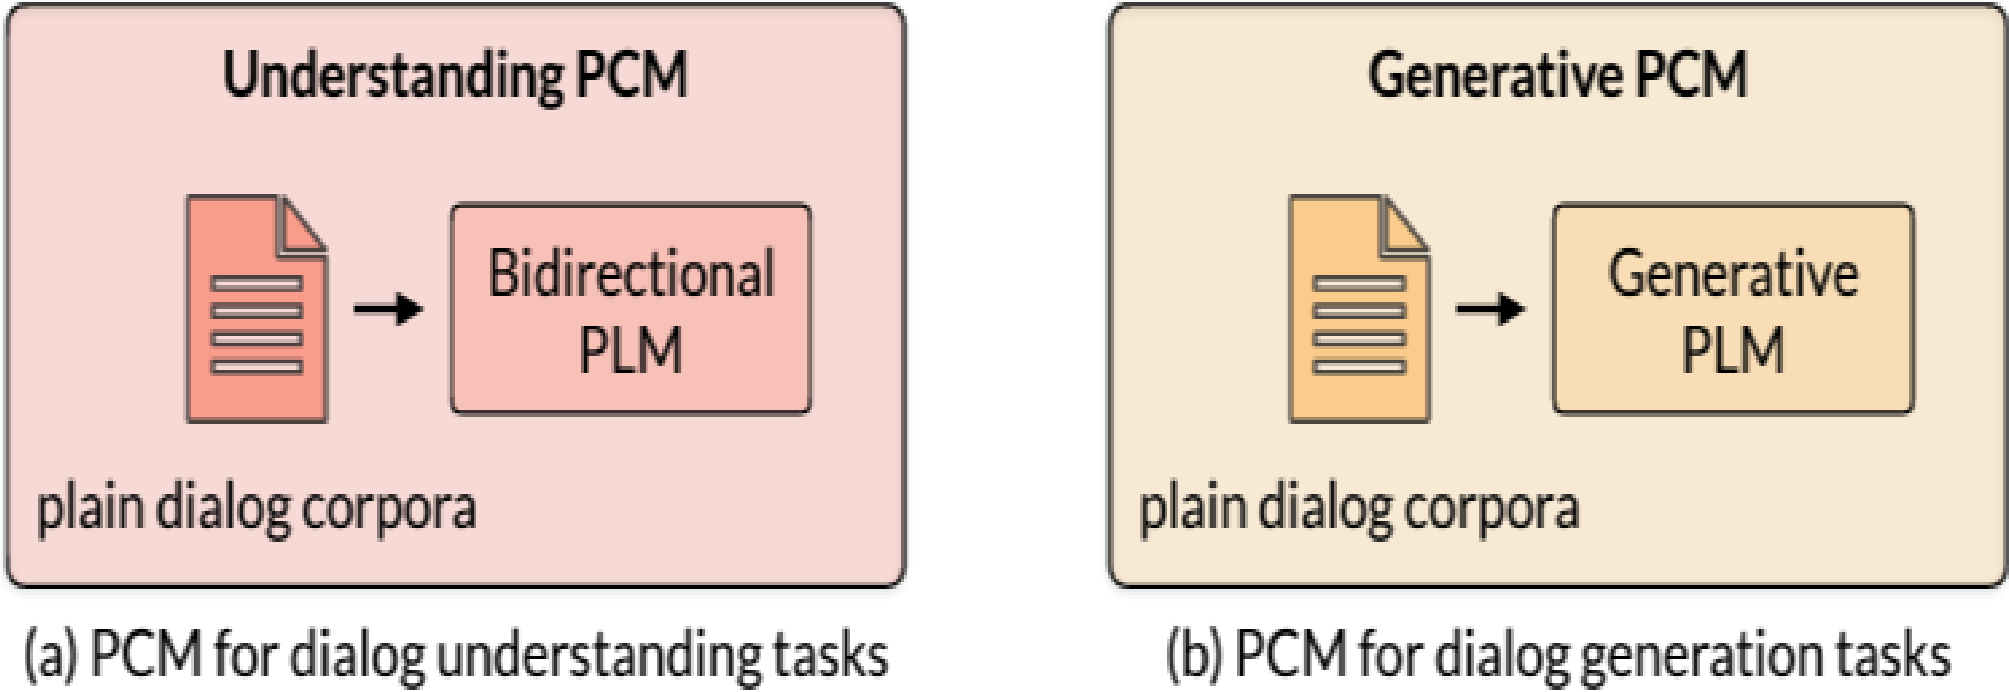 Understanding PCM
Bidirectional
PLM
plain dialog corpora
(a) PCM for dialog understanding tasks
Generative PCM
Generative
PLM
plain dialog corpora
(b) PCM for dialog generation tasks